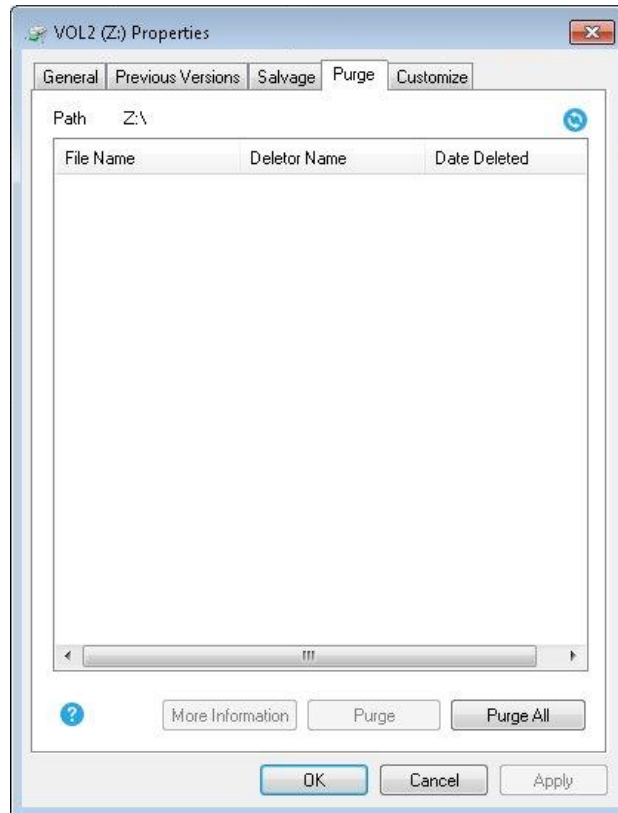 VOL2 (Z:) Properties
General Previous Versions Salvage Purge Customize
Path Z:\
File Name Deletor Name Date Deleted
? More Information Purge Purge All
OK Cancel Apply